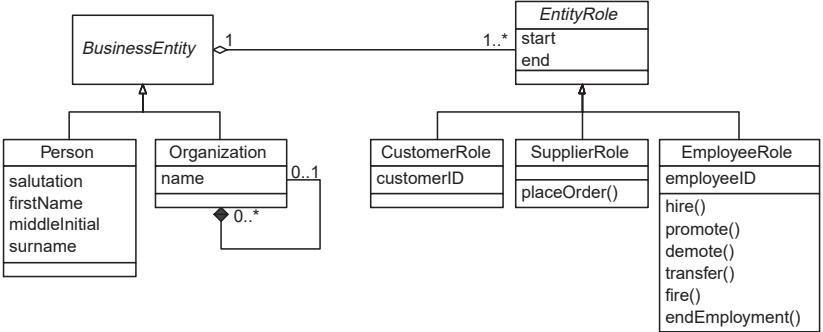 EntityRole
BusinessEntity
1
1..*
start
end
Person
salutation
firstName
middleInitial
surname
Organization
name
0..1
0..*
CustomerRole
customerID
SupplierRole
placeOrder()
EmployeeRole
employeeID
hire()
promote()
demote()
transfer()
fire()
endEmployment()